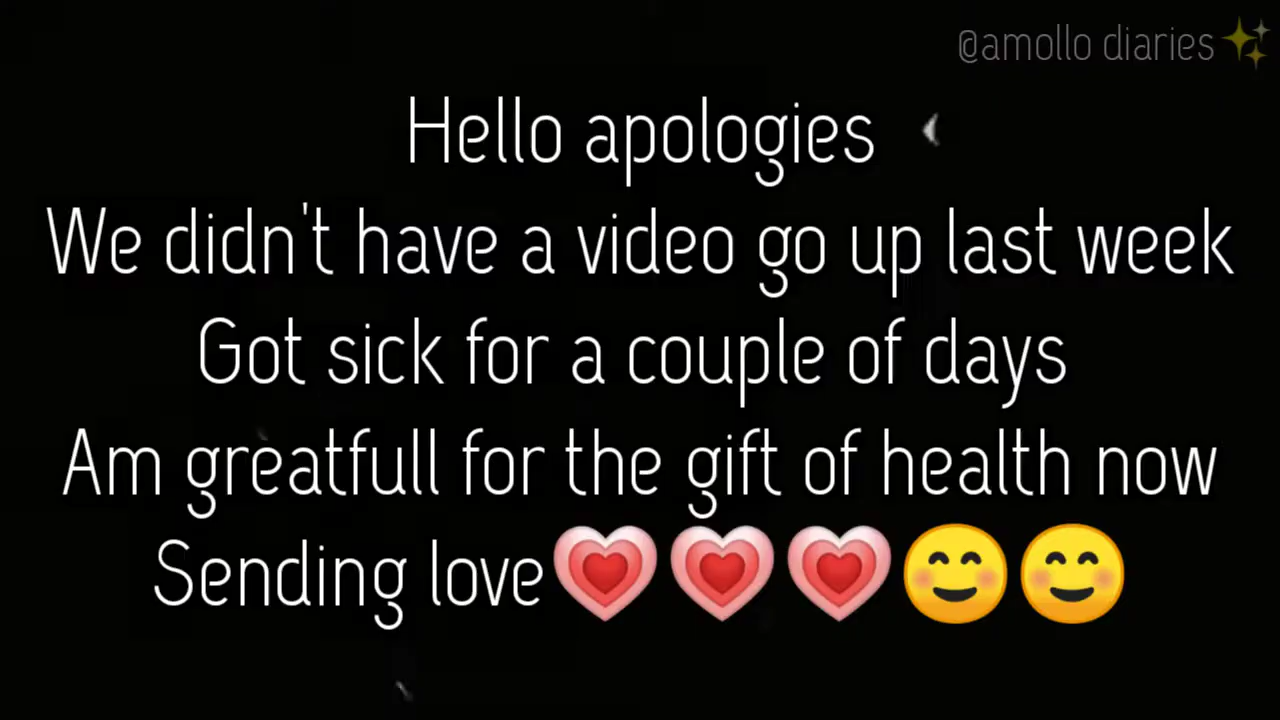 @amollo diaries✨
Hello apologies
We didn't have a video go up last week
Got sick for a couple of days
Am greatfull for the gift of health now
Sending love💗💗💗😊😊